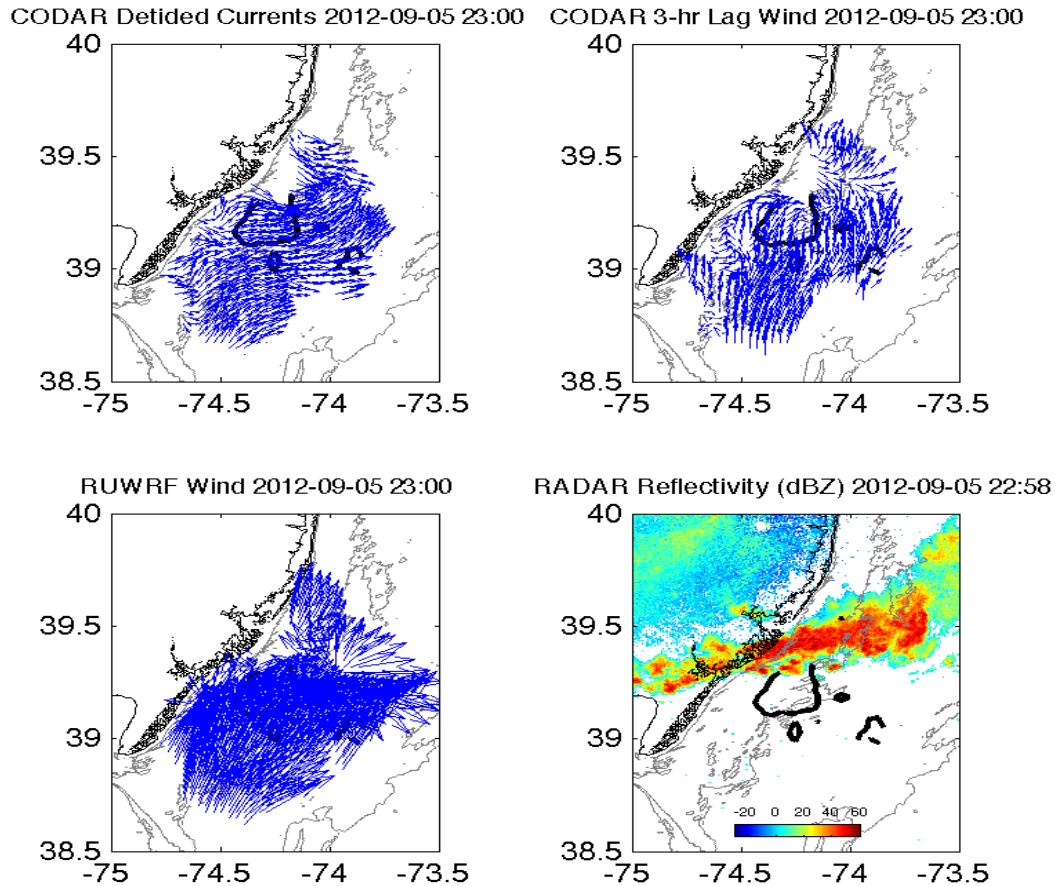 CODAR Detided Currents 2012-09-05 23:00
CODAR 3-hr Lag Wind 2012-09-05 23:00
40
39.5
39
38.5
-75 -74.5 -74 -73.5
40
39.5
39
38.5
-75 -74.5 -74 -73.5
RUWRF Wind 2012-09-05 23:00
RADAR Reflectivity (dBZ) 2012-09-05 22:58
40
39.5
39
38.5
-75 -74.5 -74 -73.5
40
39.5
39
38.5
-20 0 20 40 60
-75 -74.5 -74 -73.5